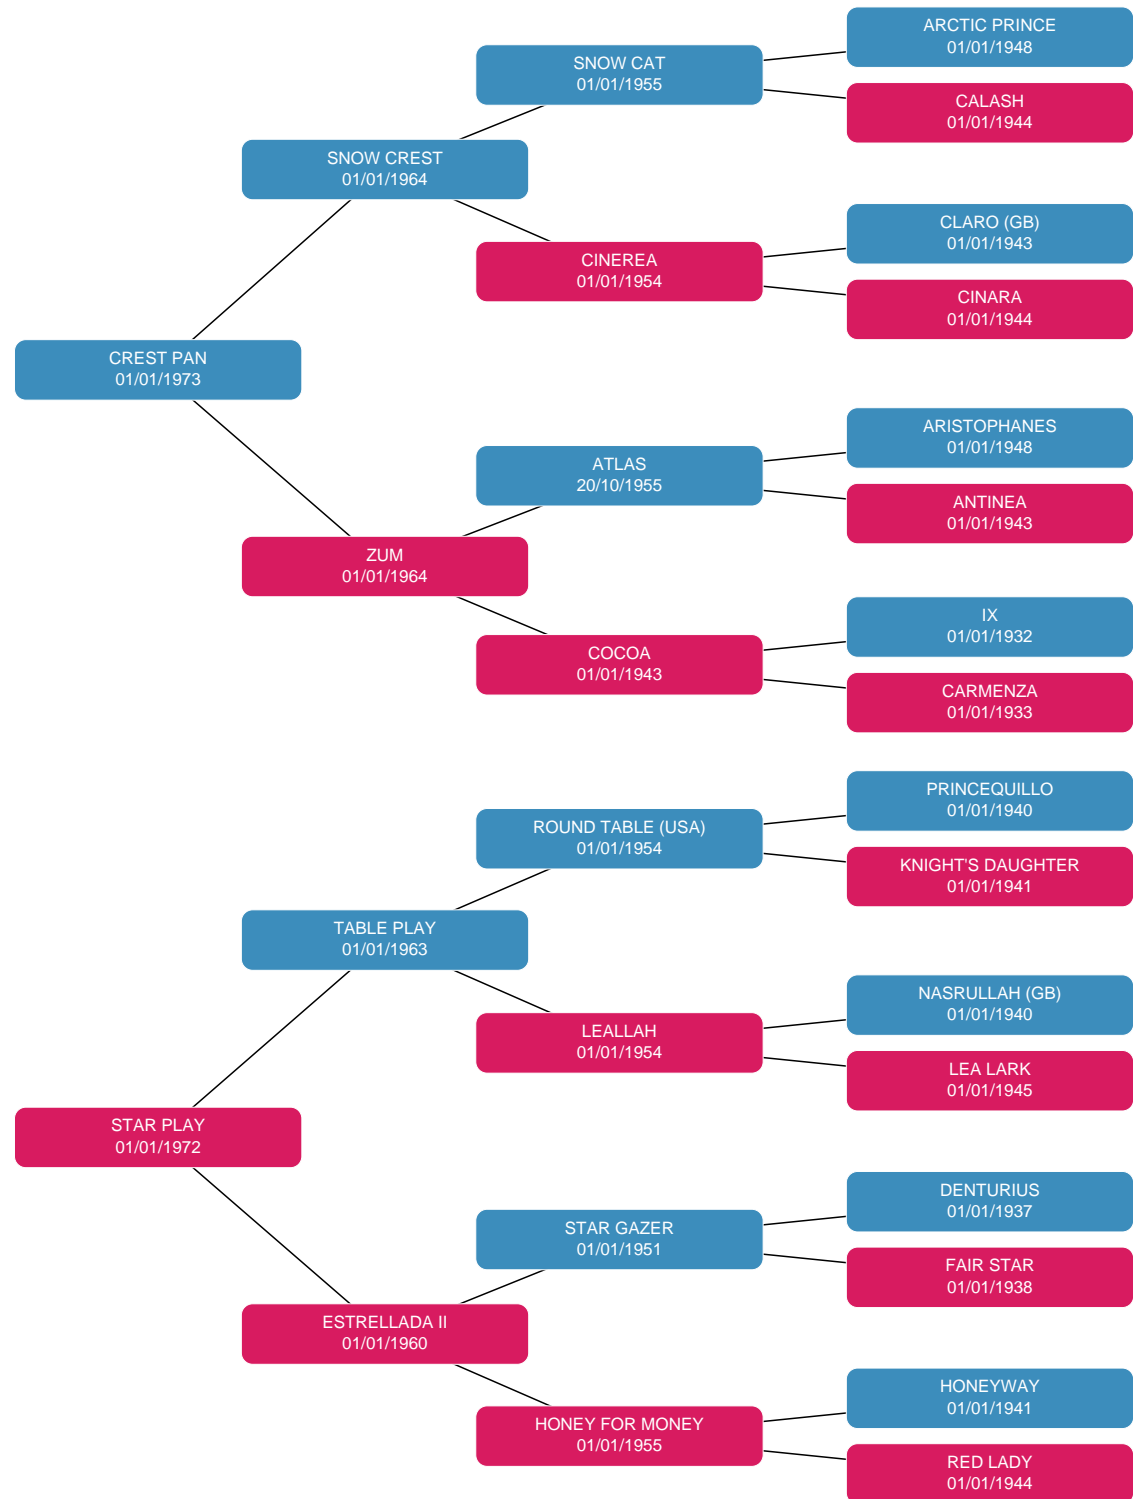 ARCTIC PRINCE
01/01/1948
SNOW CAT
01/01/1955
CALASH
01/01/1944
SNOW CREST
01/01/1964
CLARO (GB)
01/01/1943
CINEREA
01/01/1954
CINARA
01/01/1944
CREST PAN
01/01/1973
ARISTOPHANES
01/01/1948
ATLAS
20/10/1955
ANTINEA
01/01/1943
ZUM
01/01/1964
IX
01/01/1932
COCOA
01/01/1943
CARMENZA
01/01/1933
PRINCEQUILLO
01/01/1940
ROUND TABLE (USA)
01/01/1954
KNIGHT'S DAUGHTER
01/01/1941
TABLE PLAY
01/01/1963
NASRULLAH (GB)
01/01/1940
LEALLAH
01/01/1954
LEA LARK
01/01/1945
STAR PLAY
01/01/1972
DENTURIUS
01/01/1937
STAR GAZER
01/01/1951
FAIR STAR
01/01/1938
ESTRELLADA II
01/01/1960
HONEYWAY
01/01/1941
HONEY FOR MONEY
01/01/1955
RED LADY
01/01/1944